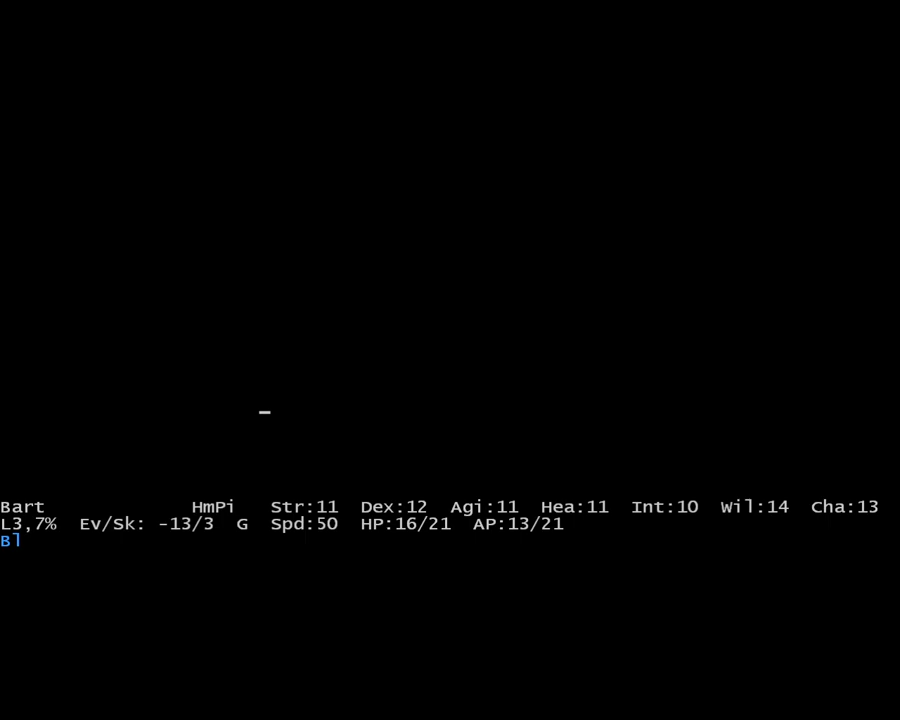 Bart HmPi Str:11 Dex:12 Agi:11 Hea:11 Int:10 Wil:14 Cha:13
L3,7% Ev/Sk: -13/3 G Spd:50 HP:16/21 AP:13/21
Bl